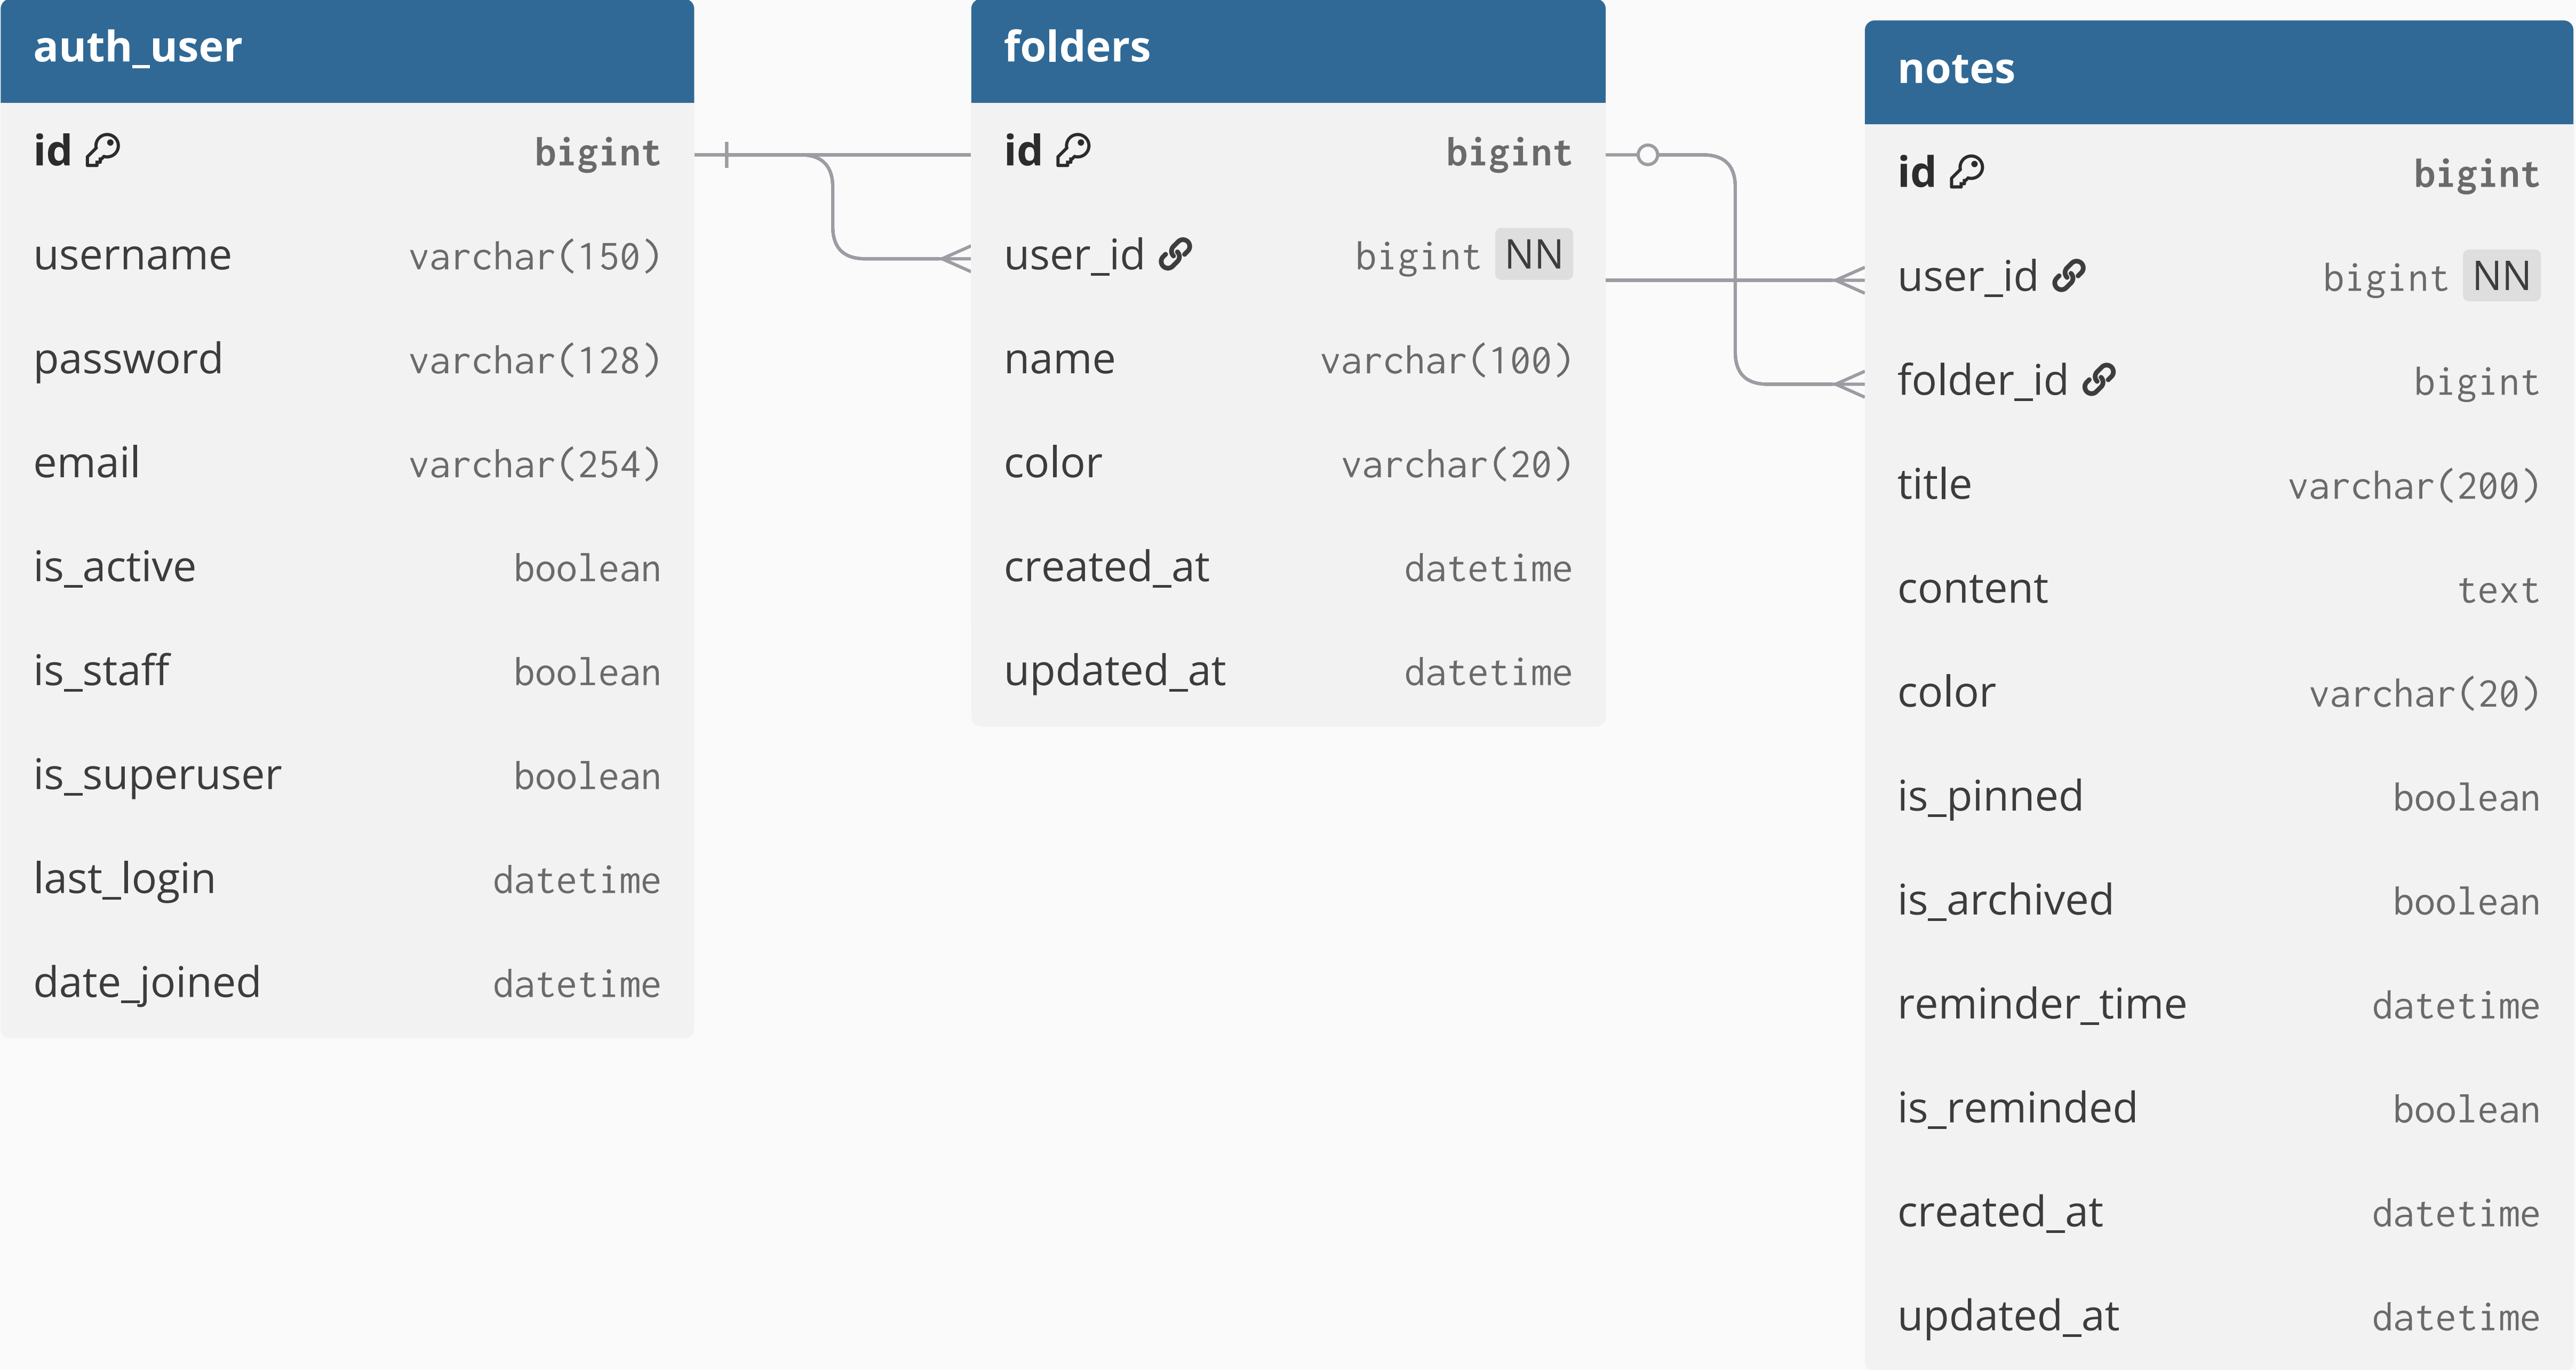 auth_user
id bigint
username varchar(150)
password varchar(128)
email varchar(254)
is_active boolean
is_staff boolean
is_superuser boolean
last_login datetime
date_joined datetime
folders
id bigint
user_id bigint NN
name varchar(100)
color varchar(20)
created_at datetime
updated_at datetime
notes
id bigint
user_id bigint NN
folder_id bigint
title varchar(200)
content text
color varchar(20)
is_pinned boolean
is_archived boolean
reminder_time datetime
is_reminded boolean
created_at datetime
updated_at datetime